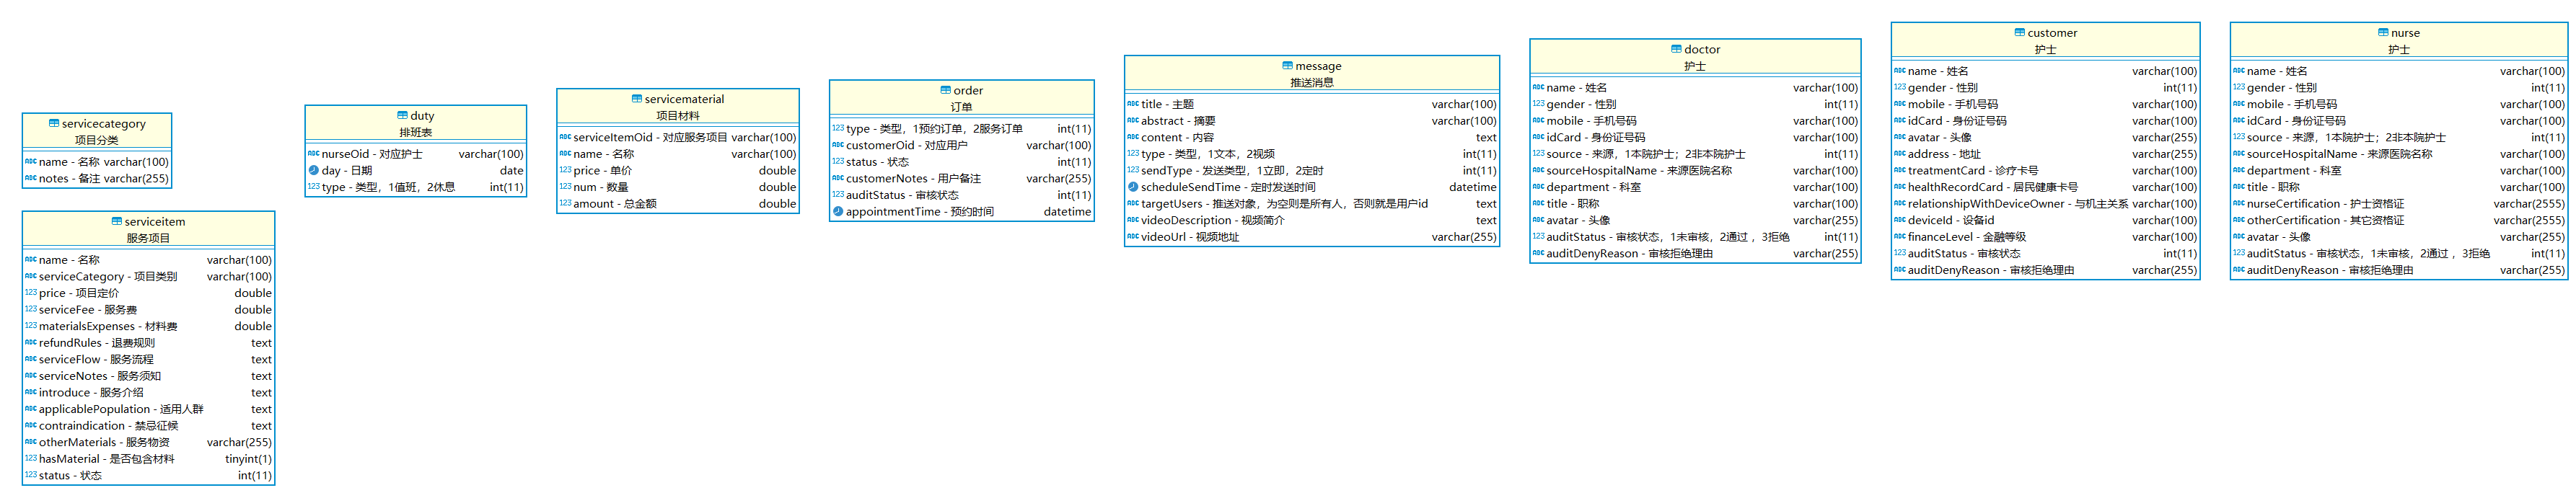 servicecategory
项目分类
name - 名称 varchar(100)
notes - 备注 varchar(255)
serviceitem
服务项目
name - 名称 varchar(100)
serviceCategory - 项目类别 varchar(100)
price - 项目定价 double
serviceFee - 服务费 double
materialsExpenses - 材料费 double
refundRules - 退费规则 text
serviceFlow - 服务流程 text
serviceNotes - 服务须知 text
introduce - 服务介绍 text
applicablePopulation - 适用人群 text
contraindication - 禁忌征候 text
otherMaterials - 服务物资 varchar(255)
hasMaterial - 是否包含材料 tinyint(1)
status - 状态 int(11)
duty
排班表
nurseOid - 对应护士 varchar(100)
day - 日期 date
type - 类型，1值班，2休息 int(11)
servicematerial
项目材料
serviceItemOid - 对应服务项目 varchar(100)
name - 名称 varchar(100)
price - 单价 double
num - 数量 double
amount - 总金额 double
order
订单
type - 类型，1预约订单，2服务订单 int(11)
customerOid - 对应用户 varchar(100)
status - 状态 int(11)
customerNotes - 用户备注 varchar(255)
auditStatus - 审核状态 int(11)
appointmentTime - 预约时间 datetime
message
推送消息
title - 主题 varchar(100)
abstract - 摘要 varchar(100)
content - 内容 text
type - 类型，1文本，2视频 int(11)
sendType - 发送类型，1立即，2定时 int(11)
scheduleSendTime - 定时发送时间 datetime
targetUsers - 推送对象，为空则是所有人，否则就是用户id text
videoDescription - 视频简介 text
videoUrl - 视频地址 varchar(255)
doctor
护士
name - 姓名 varchar(100)
gender - 性别 int(11)
mobile - 手机号码 varchar(100)
idCard - 身份证号码 varchar(100)
source - 来源，1本院护士；2非本院护士 int(11)
sourceHospitalName - 来源医院名称 varchar(100)
department - 科室 varchar(100)
title - 职称 varchar(100)
avatar - 头像 varchar(255)
auditStatus - 审核状态，1未审核，2通过 ，3拒绝 int(11)
auditDenyReason - 审核拒绝理由 varchar(255)
customer
护士
name - 姓名 varchar(100)
gender - 性别 int(11)
mobile - 手机号码 varchar(100)
idCard - 身份证号码 varchar(100)
avatar - 头像 varchar(255)
address - 地址 varchar(255)
treatmentCard - 诊疗卡号 varchar(100)
healthRecordCard - 居民健康卡号 varchar(100)
relationshipWithDeviceOwner - 与机主关系 varchar(100)
deviceId - 设备id varchar(100)
financeLevel - 金融等级 varchar(100)
auditStatus - 审核状态 int(11)
auditDenyReason - 审核拒绝理由 varchar(255)
nurse
护士
name - 姓名 varchar(100)
gender - 性别 int(11)
mobile - 手机号码 varchar(100)
idCard - 身份证号码 varchar(100)
source - 来源，1本院护士；2非本院护士 int(11)
sourceHospitalName - 来源医院名称 varchar(100)
department - 科室 varchar(100)
title - 职称 varchar(100)
nurseCertification - 护士资格证 varchar(2555)
otherCertification - 其它资格证 varchar(2555)
avatar - 头像 varchar(255)
auditStatus - 审核状态，1未审核，2通过 ，3拒绝 int(11)
auditDenyReason - 审核拒绝理由 varchar(255)